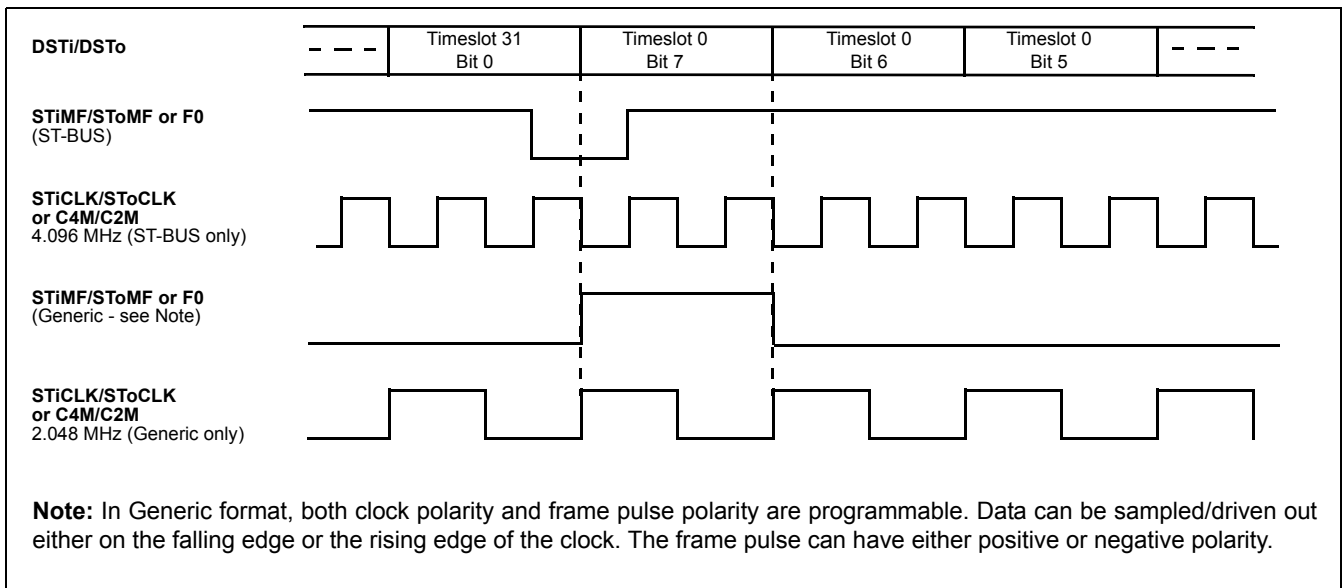 DSTi/DSTo
Timeslot 31
Bit 0
Timeslot 0
Bit 7
Timeslot 0
Bit 6
Timeslot 0
Bit 5
STiMF/SToMF or F0
(ST-BUS)
STiCLK/SToCLK
or C4M/C2M
4.096 MHz (ST-BUS only)
STiMF/SToMF or F0
(Generic - see Note)
STiCLK/SToCLK
or C4M/C2M
2.048 MHz (Generic only)
Note: In Generic format, both clock polarity and frame pulse polarity are programmable. Data can be sampled/driven out
either on the falling edge or the rising edge of the clock. The frame pulse can have either positive or negative polarity.